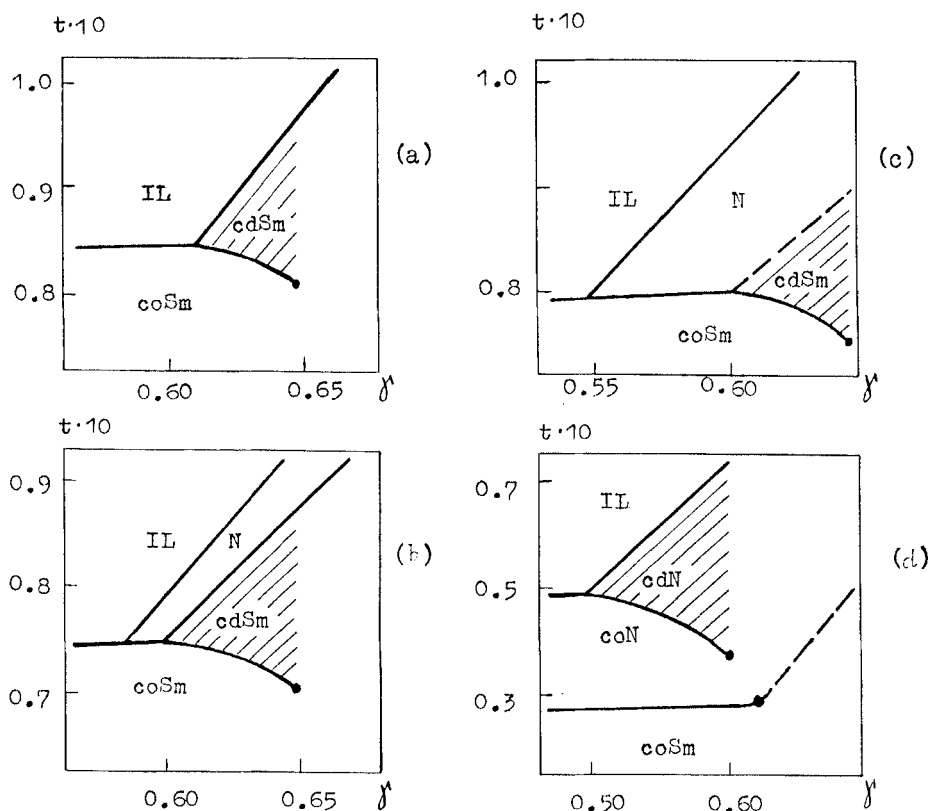 t·10
1.0
0.9
0.8
IL
cdSm
coSm
0.60
0.65
γ
(a)
t·10
1.0
0.8
IL
N
cdSm
coSm
0.55
0.60
γ
(c)
t·10
0.9
0.8
0.7
IL
N
cdSm
coSm
0.60
0.65
γ
(b)
t·10
0.7
0.5
0.3
IL
cdN
coN
coSm
0.50
0.60
γ
(d)